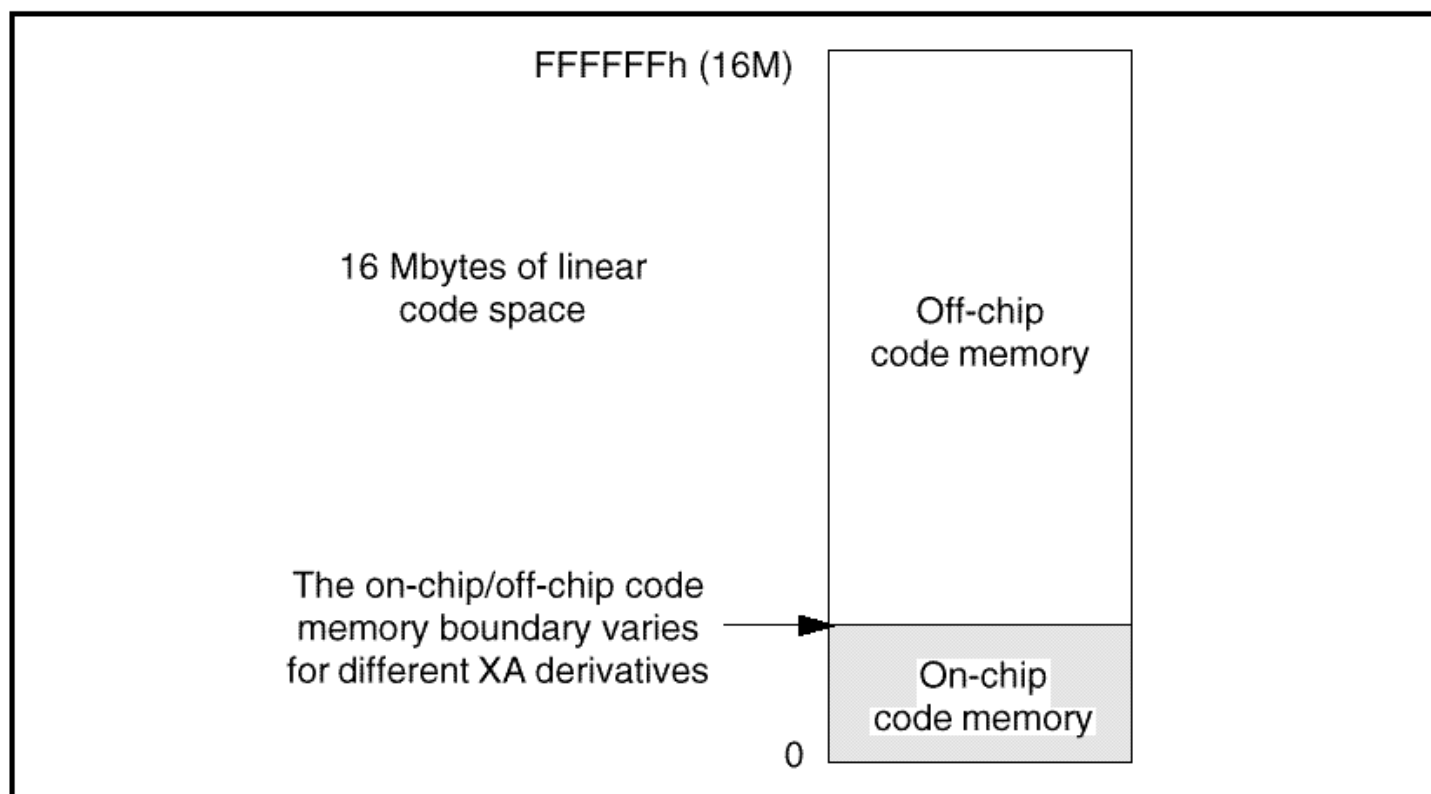 FFFFFFh (16M)
16 Mbytes of linear
code space
Off-chip
code memory
The on-chip/off-chip code
memory boundary varies
for different XA derivatives
On-chip
code memory
0